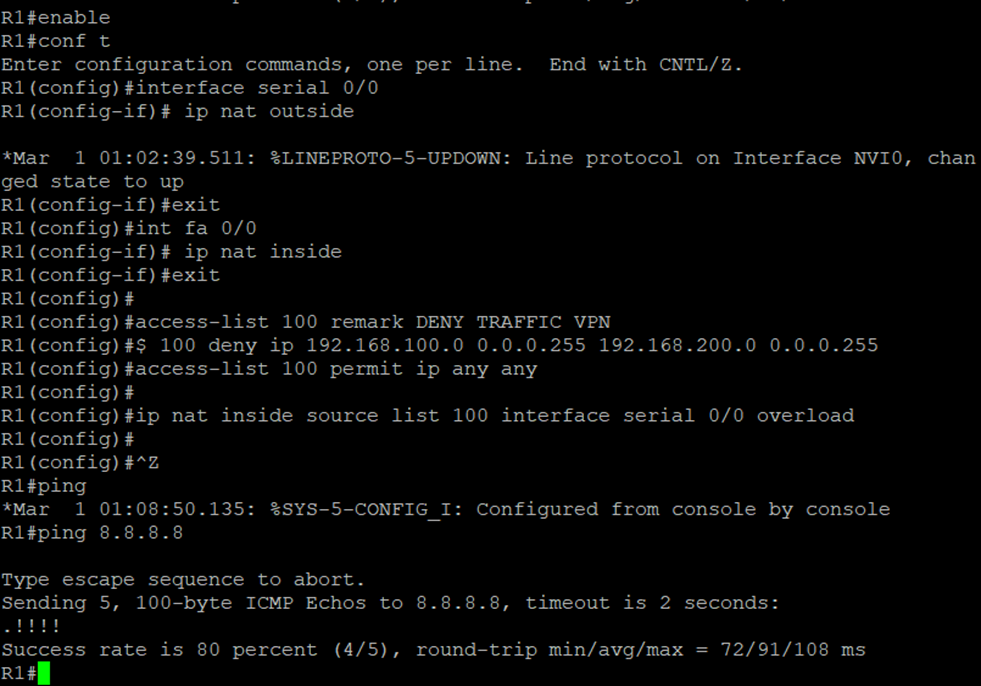 R1#enable
R1#conf t
Enter configuration commands, one per line.  End with CNTL/Z.
R1(config)#interface serial 0/0
R1(config-if)# ip nat outside
*Mar  1 01:02:39.511: %LINEPROTO-5-UPDOWN: Line protocol on Interface NVI0, chan
ged state to up
R1(config-if)#exit
R1(config)#int fa 0/0
R1(config-if)# ip nat inside
R1(config-if)#exit
R1(config)#
R1(config)#access-list 100 remark DENY TRAFFIC VPN
R1(config)#$ 100 deny ip 192.168.100.0 0.0.0.255 192.168.200.0 0.0.0.255
R1(config)#access-list 100 permit ip any any
R1(config)#
R1(config)#ip nat inside source list 100 interface serial 0/0 overload
R1(config)#
R1(config)#^Z
R1#ping
*Mar  1 01:08:50.135: %SYS-5-CONFIG_I: Configured from console by console
R1#ping 8.8.8.8
Type escape sequence to abort.
Sending 5, 100-byte ICMP Echos to 8.8.8.8, timeout is 2 seconds:
.!!!!
Success rate is 80 percent (4/5), round-trip min/avg/max = 72/91/108 ms
R1#